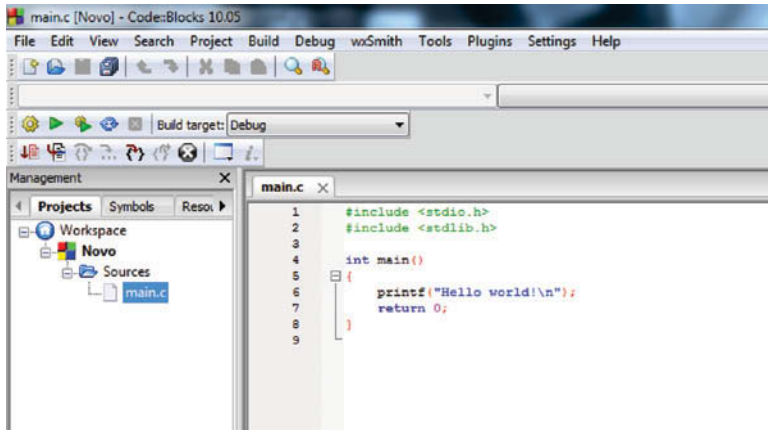 main.c [Novo] - Code::Blocks 10.05
File Edit View Search Project Build Debug wxSmith Tools Plugins Settings Help
Build target: Debug
Management
main.c
Projects Symbols Resou
Workspace
Novo
Sources
main.c
1 #include <stdio.h>
2 #include <stdlib.h>
3
4 int main()
5 {
6 printf("Hello world!\n");
7 return 0;
8 }
9